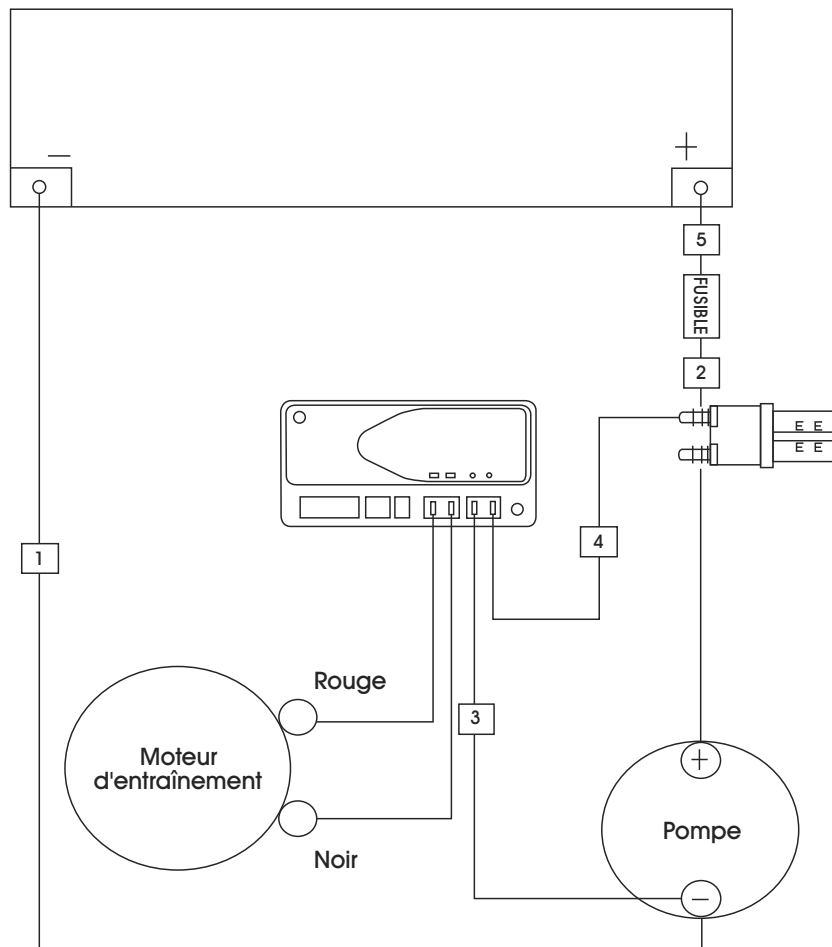 − +
5
FUSIBLE
2
E E
E E
4
1
Rouge
3
Moteur
d'entraînement
+
Pompe
Noir
−